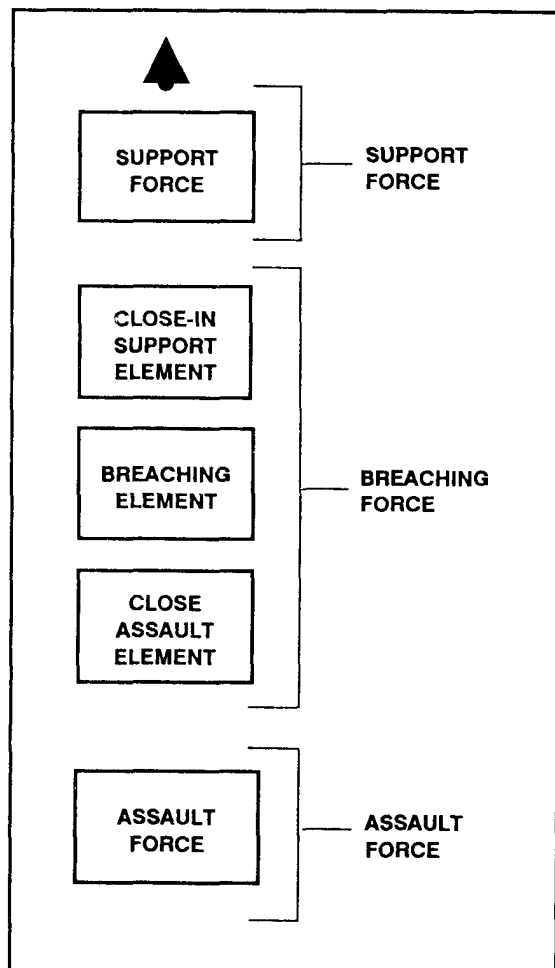 SUPPORT
FORCE
SUPPORT
FORCE
CLOSE-IN
SUPPORT
ELEMENT
BREACHING
ELEMENT
BREACHING
FORCE
CLOSE
ASSAULT
ELEMENT
ASSAULT
FORCE
ASSAULT
FORCE